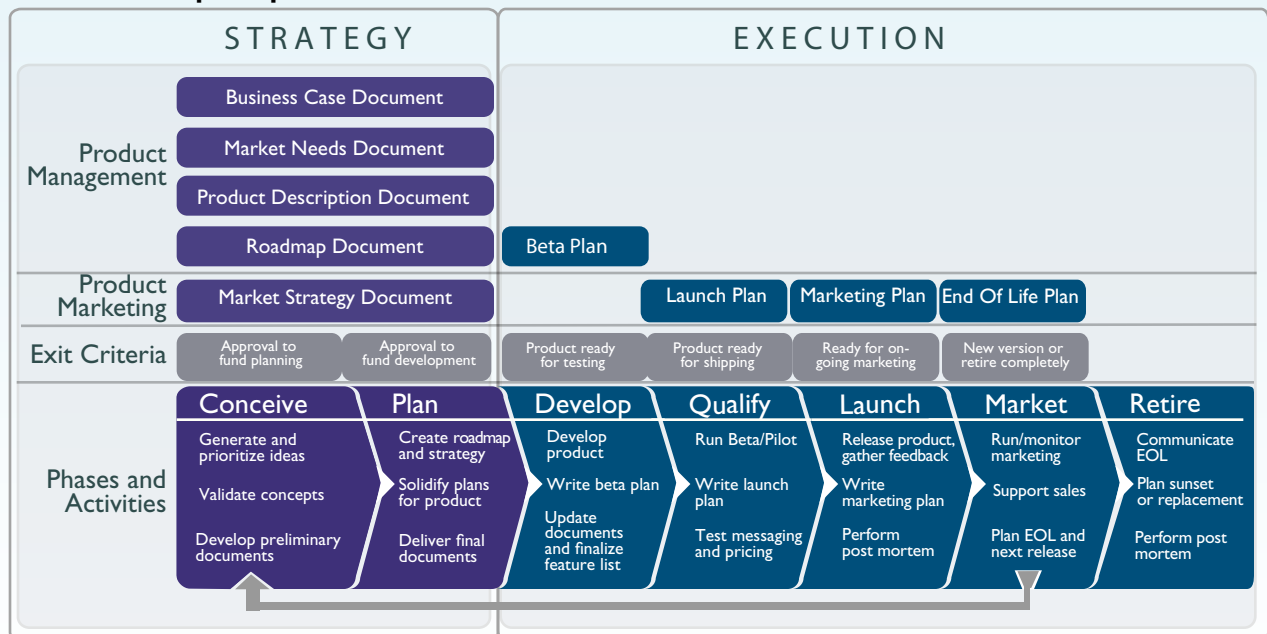 STRATEGY
EXECUTION
Product
Management
Business Case Document
Market Needs Document
Product Description Document
Roadmap Document
Beta Plan
Product
Marketing
Market Strategy Document
Launch Plan
Marketing Plan
End Of Life Plan
Exit Criteria
Approval to
fund planning
Approval to
fund development
Product ready
for testing
Product ready
for shipping
Ready for on-
going marketing
New version or
retire completely
Phases and
Activities
Conceive
Generate and
prioritize ideas
Validate concepts
Develop preliminary
documents
Plan
Create roadmap
and strategy
Solidify plans
for product
Deliver final
documents
Develop
Develop
product
Write beta plan
Update
documents
and finalize
feature list
Qualify
Run Beta/Pilot
Write launch
plan
Test messaging
and pricing
Launch
Release product,
gather feedback
Write
marketing plan
Perform
post mortem
Market
Run/monitor
marketing
Support sales
Plan EOL and
next release
Retire
Communicate
EOL
Plan sunset
or replacement
Perform post
mortem